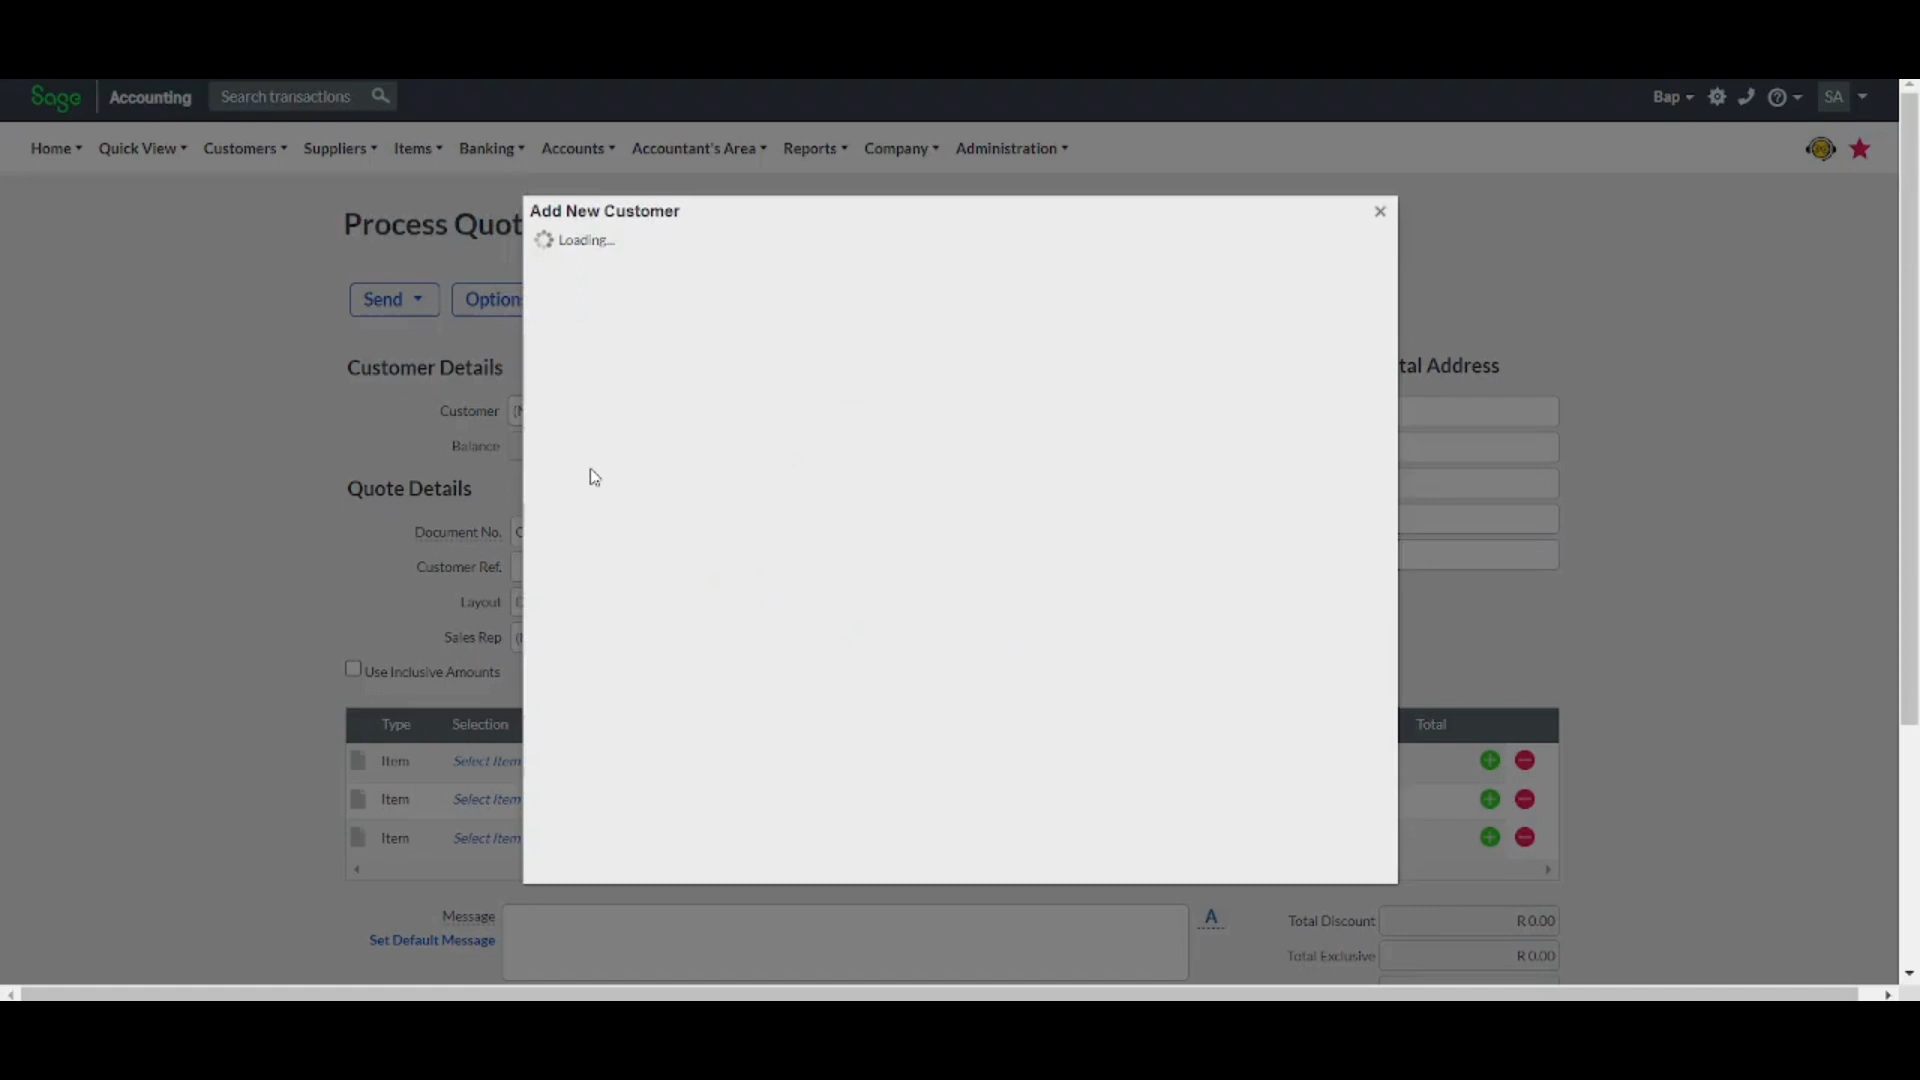 Sage Accounting Search transactions Bap SA
Home Quick View Customers Suppliers Items Banking Accounts Accountant's Area Reports Company Administration
Process Quot
Add New Customer
Loading...
Send Option
Customer Details
tal Address
Customer
Balance
Quote Details
Document No.
Customer Ref.
Layout
Sales Rep
Use Inclusive Amounts
Type Selection Total
Item Select Item
Item Select Item
Item Select Item
Message A Total Discount R0.00
Set Default Message
Total Exclusive R0.00